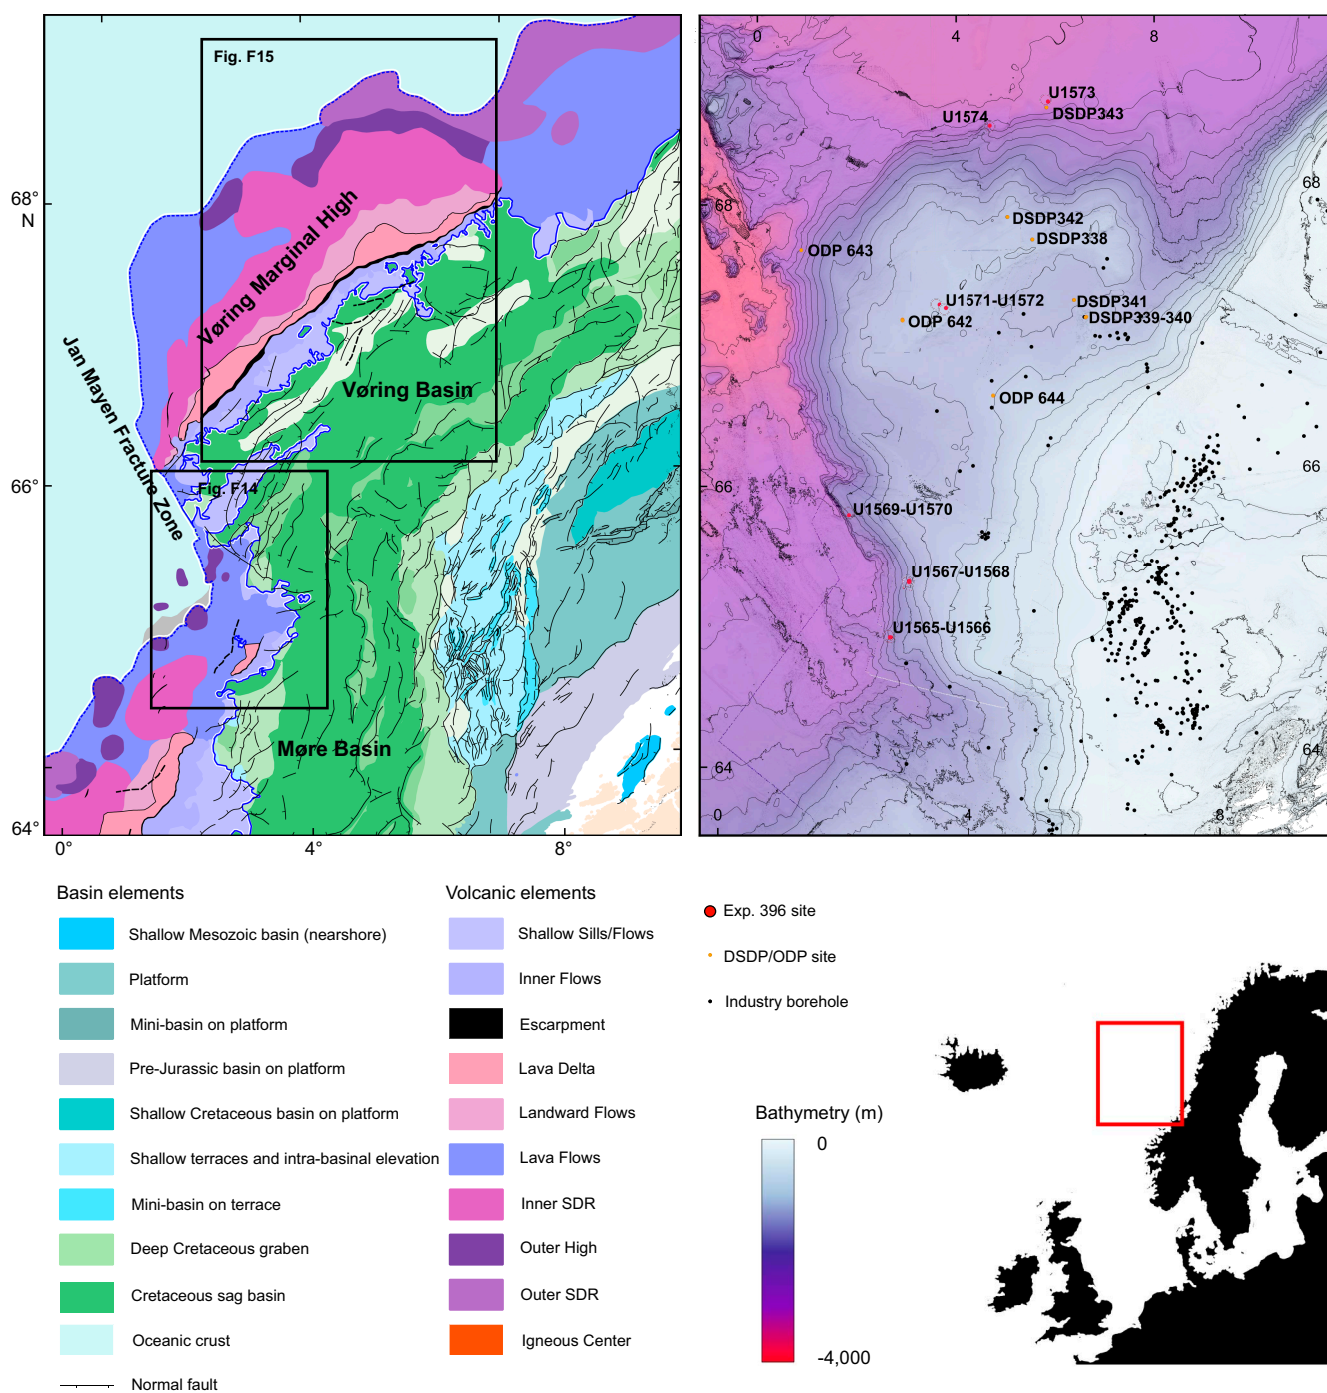 Fig. F15
Vøring Marginal High
Jan Mayen Fracture Zone
Vøring Basin
Fig. F14
Møre Basin
68°
N
66°
64°
0°
4°
8°
0
4
8
U1573
DSDP343
U1574
68
68
DSDP342
DSDP338
ODP 643
U1571-U1572
DSDP341
ODP 642
DSDP339-340
ODP 644
66
66
U1569-U1570
U1567-U1568
U1565-U1566
64
64
0
4
8
Basin elements
Shallow Mesozoic basin (nearshore)
Platform
Mini-basin on platform
Pre-Jurassic basin on platform
Shallow Cretaceous basin on platform
Shallow terraces and intra-basinal elevation
Mini-basin on terrace
Deep Cretaceous graben
Cretaceous sag basin
Oceanic crust
Normal fault
Volcanic elements
Shallow Sills/Flows
Inner Flows
Escarpment
Lava Delta
Landward Flows
Lava Flows
Inner SDR
Outer High
Outer SDR
Igneous Center
Exp. 396 site
DSDP/ODP site
Industry borehole
Bathymetry (m)
0
-4,000